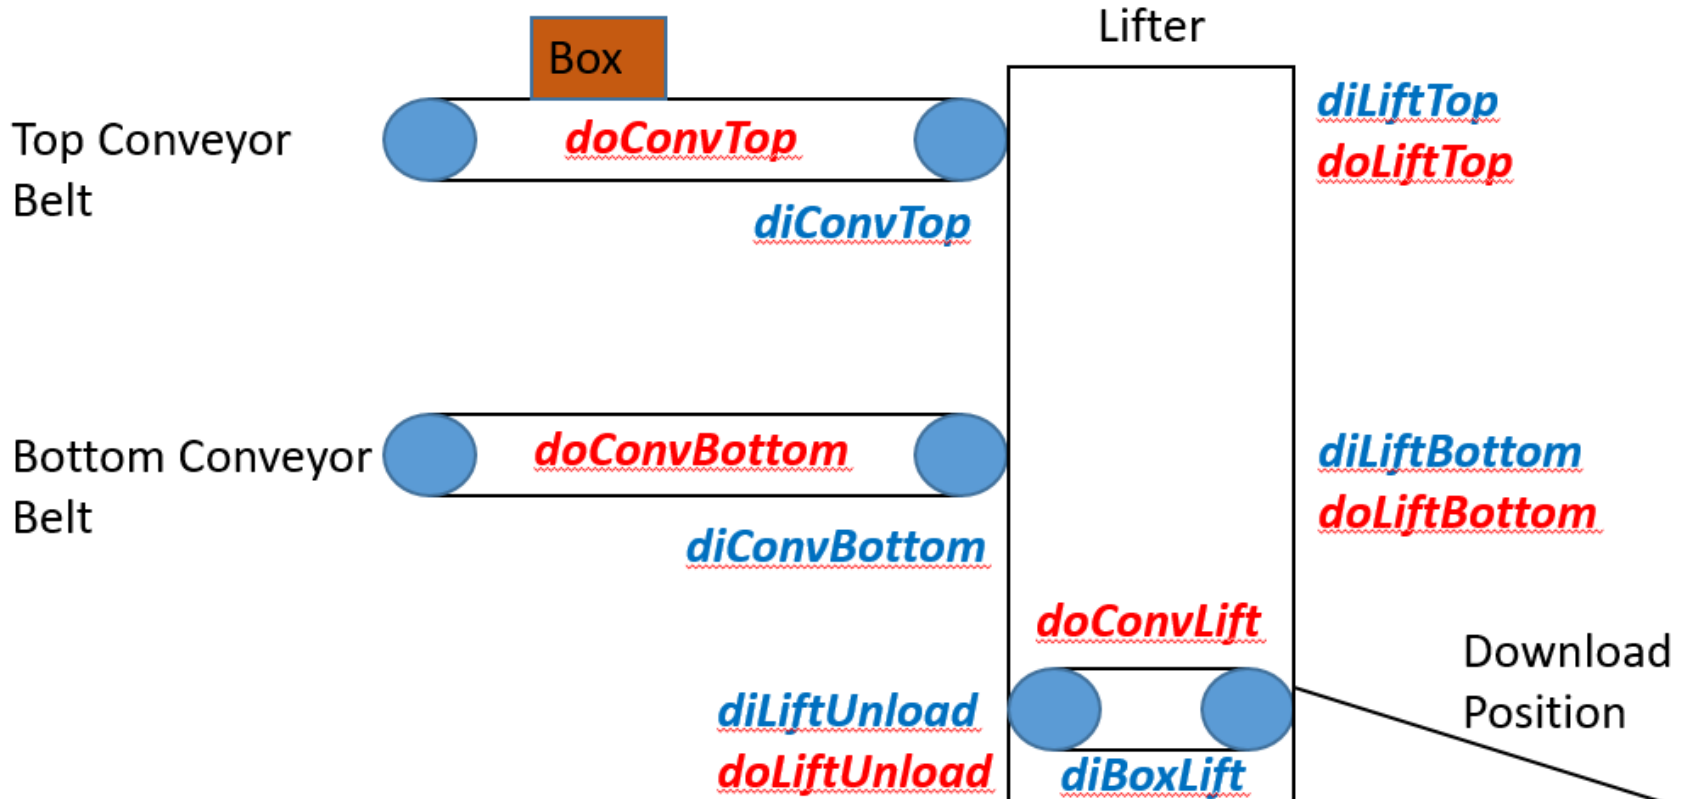 Lifter
Box
diLiftTop
Top Conveyor
Belt
doConvTop
doLiftTop
diConvTop
Bottom Conveyor
Belt
doConvBottom
diLiftBottom
doLiftBottom
diConvBottom
doConvLift
Download
Position
diLiftUnload
doLiftUnload
diBoxLift